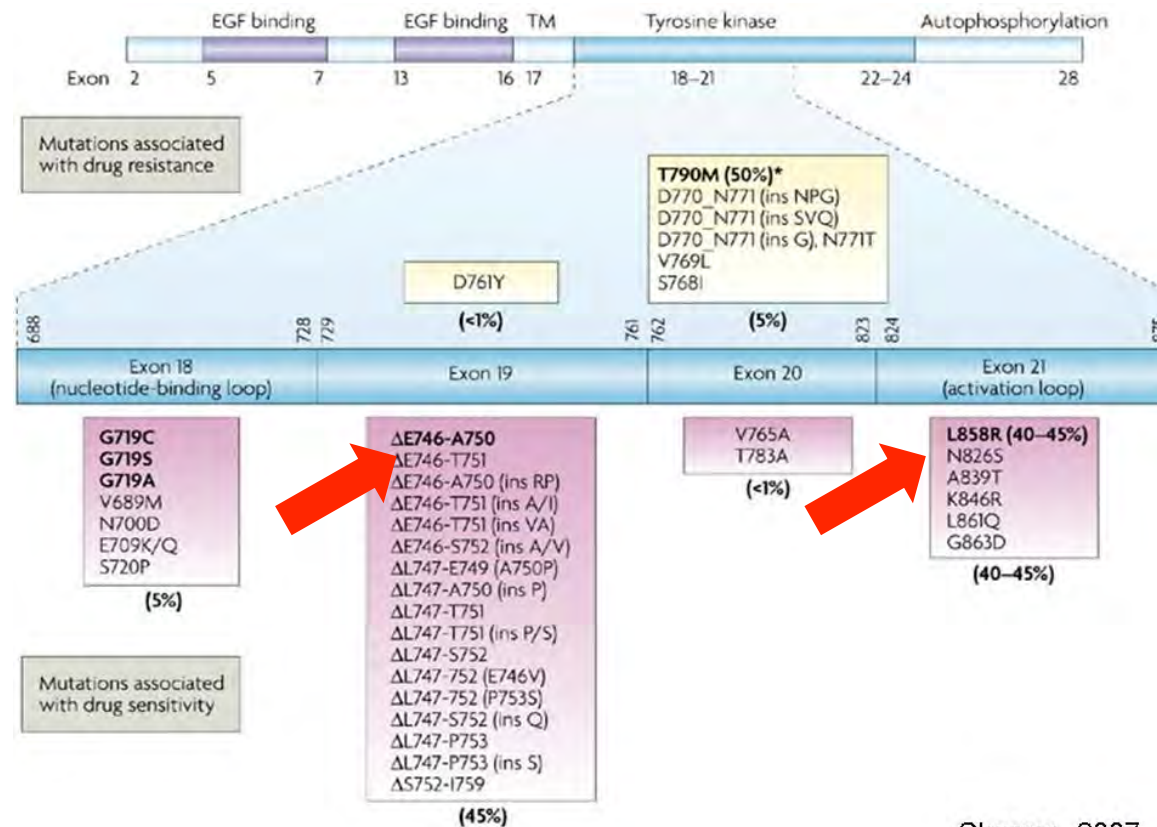 EGF binding EGF binding TM Tyrosine kinase Autophosphorylation
Exon 2 5 7 13 16 17 18–21 22–24 28
Mutations associated
with drug resistance
T790M (50%)*
D770_N771 (ins NPG)
D770_N771 (ins SVQ)
D770_N771 (ins G), N771T
V769L
S768I
(5%)
D761Y
(<1%)
688 728 729 761 762 823 824
Exon 18
(nucleotide-binding loop)
Exon 19
Exon 20
Exon 21
(activation loop)
G719C
G719S
G719A
V689M
N700D
E709K/Q
S720P
(5%)
ΔE746-A750
ΔE746-T751
ΔE746-A750 (ins RP)
ΔE746-T751 (ins A/I)
ΔE746-T751 (ins VA)
ΔE746-S752 (ins A/V)
ΔL747-E749 (A750P)
ΔL747-A750 (ins P)
ΔL747-T751
ΔL747-T751 (ins P/S)
ΔL747-S752
ΔL747-752 (E746V)
ΔL747-752 (P753S)
ΔL747-S752 (ins Q)
ΔL747-P753
ΔL747-P753 (ins S)
ΔS752-I759
(45%)
V765A
T783A
(<1%)
L858R (40–45%)
N826S
A839T
K846R
L861Q
G863D
(40–45%)
Mutations associated
with drug sensitivity